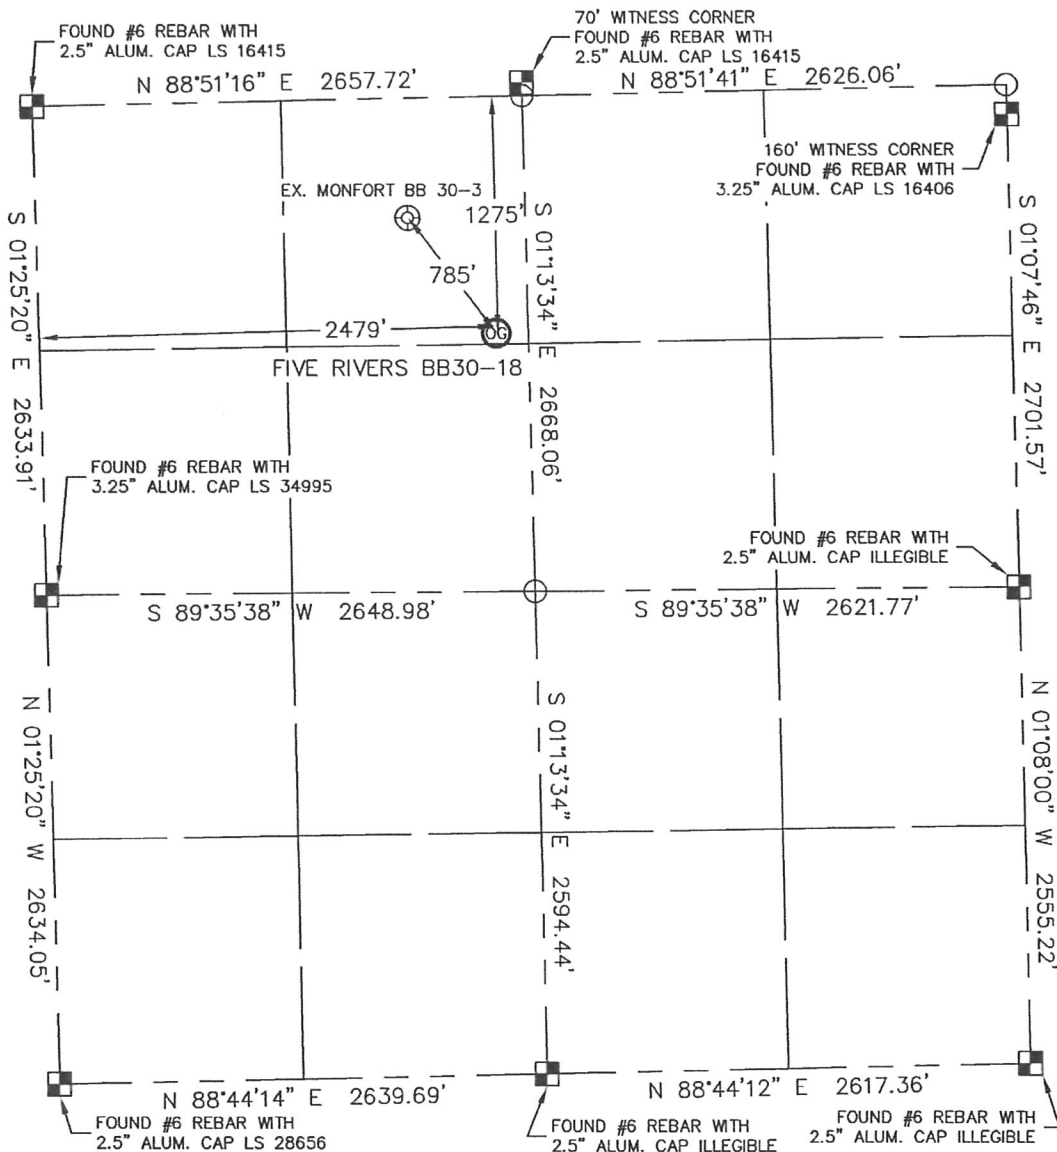 FOUND #6 REBAR WITH
2.5" ALUM. CAP LS 16415
70' WITNESS CORNER
FOUND #6 REBAR WITH
2.5" ALUM. CAP LS 16415
N 88°51'16" E 2657.72'
N 88°51'41" E 2626.06'
160' WITNESS CORNER
FOUND #6 REBAR WITH
3.25" ALUM. CAP LS 16406
EX. MONFORT BB 30-3
1275'
S 01°25'20" E 2633.91'
S 01°13'34" E 2668.06'
S 01°07'46" E 2701.57'
785'
2479'
OG
FIVE RIVERS BB30-18
FOUND #6 REBAR WITH
3.25" ALUM. CAP LS 34995
FOUND #6 REBAR WITH
2.5" ALUM. CAP ILLEGIBLE
S 89°35'38" W 2648.98'
S 89°35'38" W 2621.77'
N 01°25'20" W 2634.05'
S 01°13'34" E 2594.44'
N 01°08'00" W 2555.22'
N 88°44'14" E 2639.69'
N 88°44'12" E 2617.36'
FOUND #6 REBAR WITH
2.5" ALUM. CAP LS 28656
FOUND #6 REBAR WITH
2.5" ALUM. CAP ILLEGIBLE
FOUND #6 REBAR WITH
2.5" ALUM. CAP ILLEGIBLE